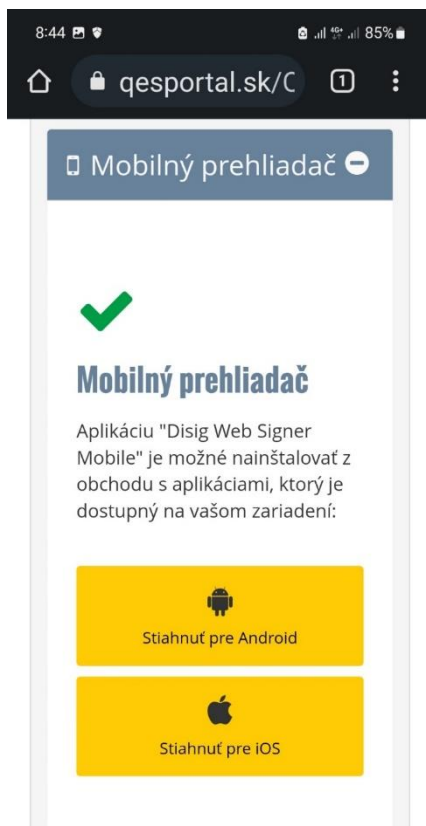 8:44 4G+ 85%
qesportal.sk/C 1
Mobilný prehliadač
Mobilný prehliadač
Aplikáciu "Disig Web Signer
Mobile" je možné nainštalovať z
obchodu s aplikáciami, ktorý je
dostupný na vašom zariadení:
Stiahnuť pre Android
Stiahnuť pre iOS